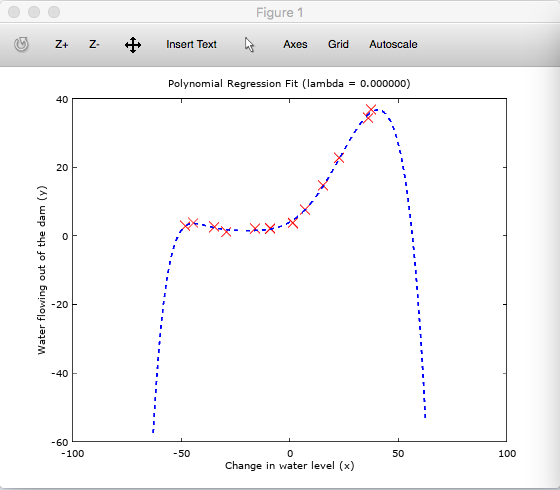 Figure 1
Z+ Z- Insert Text Axes Grid Autoscale
Polynomial Regression Fit (lambda = 0.000000)
40
20
0
-20
-40
-60
Water flowing out of the dam (y)
-100 -50 0 50 100
Change in water level (x)